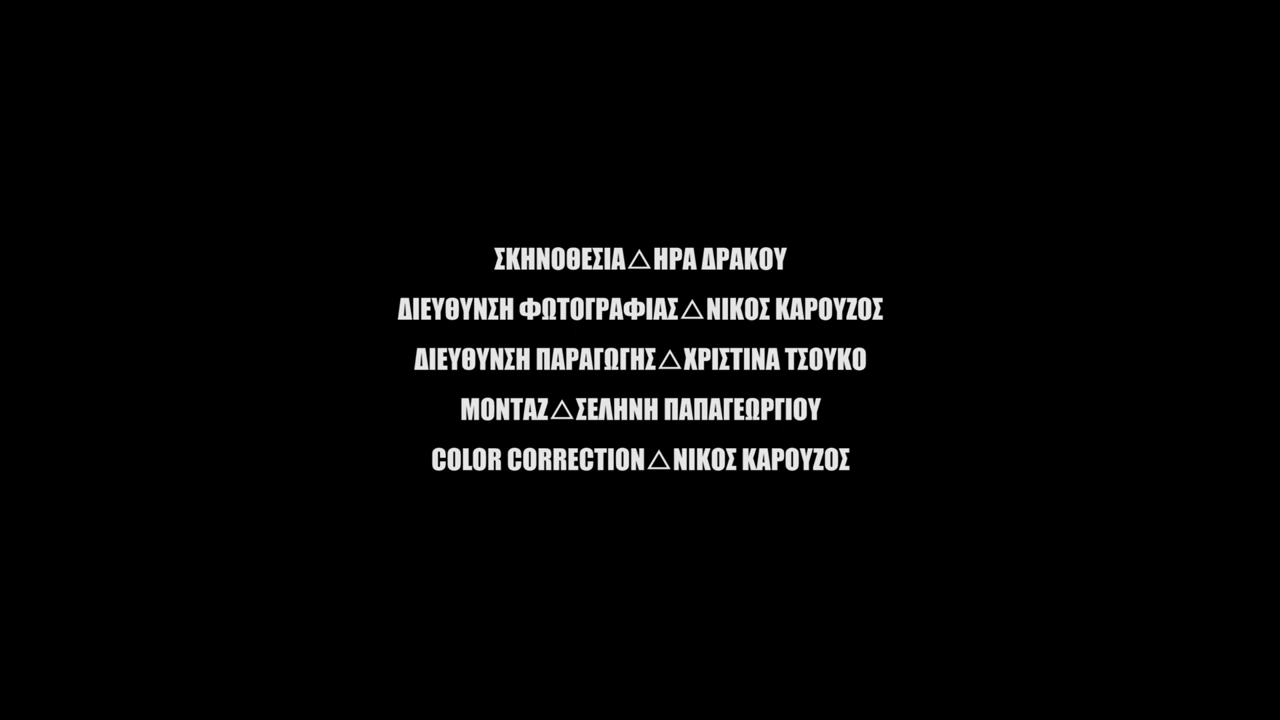 ΣΚΗΝΟΘΕΣΙΑ△ΗΡΑ ΔΡΑΚΟΥ
ΔΙΕΥΘΥΝΣΗ ΦΩΤΟΓΡΑΦΙΑΣ△ΝΙΚΟΣ ΚΑΡΟΥΖΟΣ
ΔΙΕΥΘΥΝΣΗ ΠΑΡΑΓΩΓΗΣ△ΧΡΙΣΤΙΝΑ ΤΣΟΥΚΟ
ΜΟΝΤΑΖ△ΣΕΛΗΝΗ ΠΑΠΑΓΕΩΡΓΙΟΥ
COLOR CORRECTION△ΝΙΚΟΣ ΚΑΡΟΥΖΟΣ